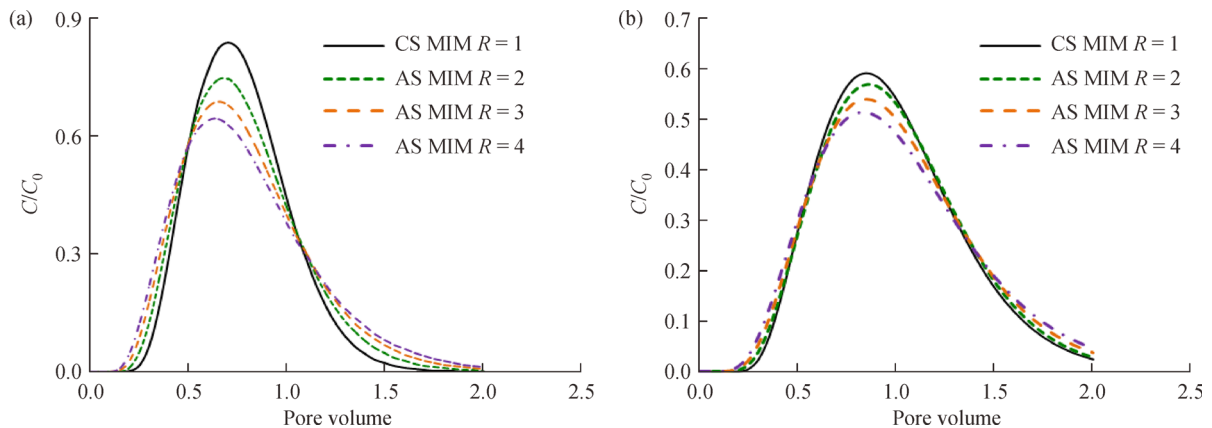 (a)
0.9
0.6
0.3
0.0
C/C0
CS MIM R = 1
AS MIM R = 2
AS MIM R = 3
AS MIM R = 4
0.0 0.5 1.0 1.5 2.0 2.5
Pore volume
(b)
0.7
0.6
0.5
0.4
0.3
0.2
0.1
0.0
C/C0
CS MIM R = 1
AS MIM R = 2
AS MIM R = 3
AS MIM R = 4
0.0 0.5 1.0 1.5 2.0 2.5
Pore volume